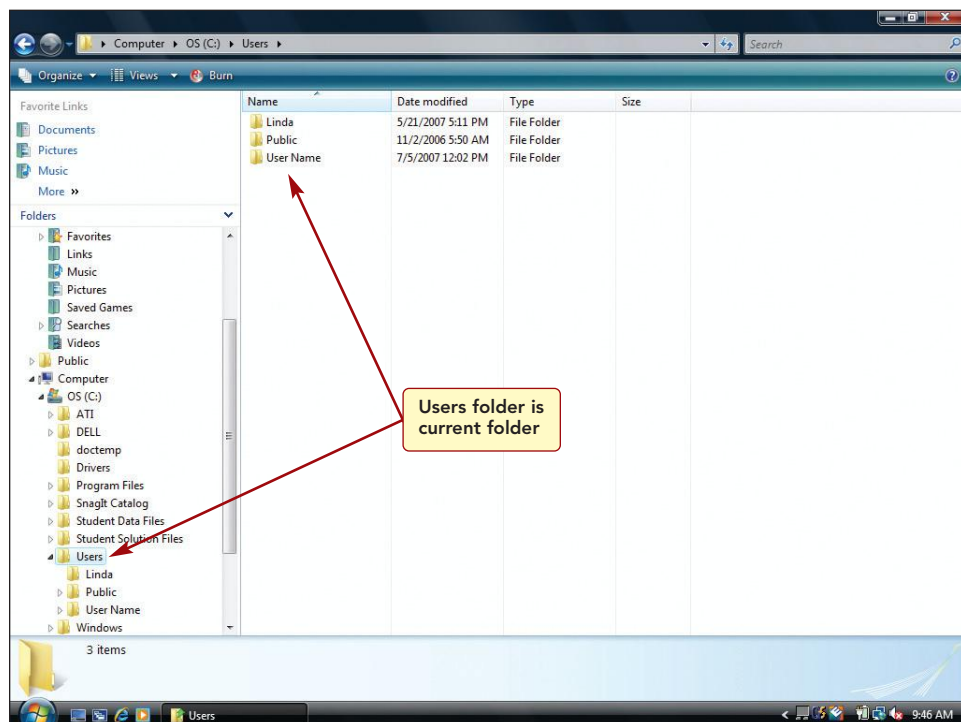 Computer OS (C:) Users
Search
Organize Views Burn
Favorite Links
Documents
Pictures
Music
More »
Folders
Favorites
Links
Music
Pictures
Saved Games
Searches
Videos
Public
Computer
OS (C:)
ATI
DELL
doctemp
Drivers
Program Files
SnagIt Catalog
Student Data Files
Student Solution Files
Users
Linda
Public
User Name
Windows
Name Date modified Type Size
Linda 5/21/2007 5:11 PM File Folder
Public 11/2/2006 5:50 AM File Folder
User Name 7/5/2007 12:02 PM File Folder
Users folder is
current folder
3 items
Users
9:46 AM